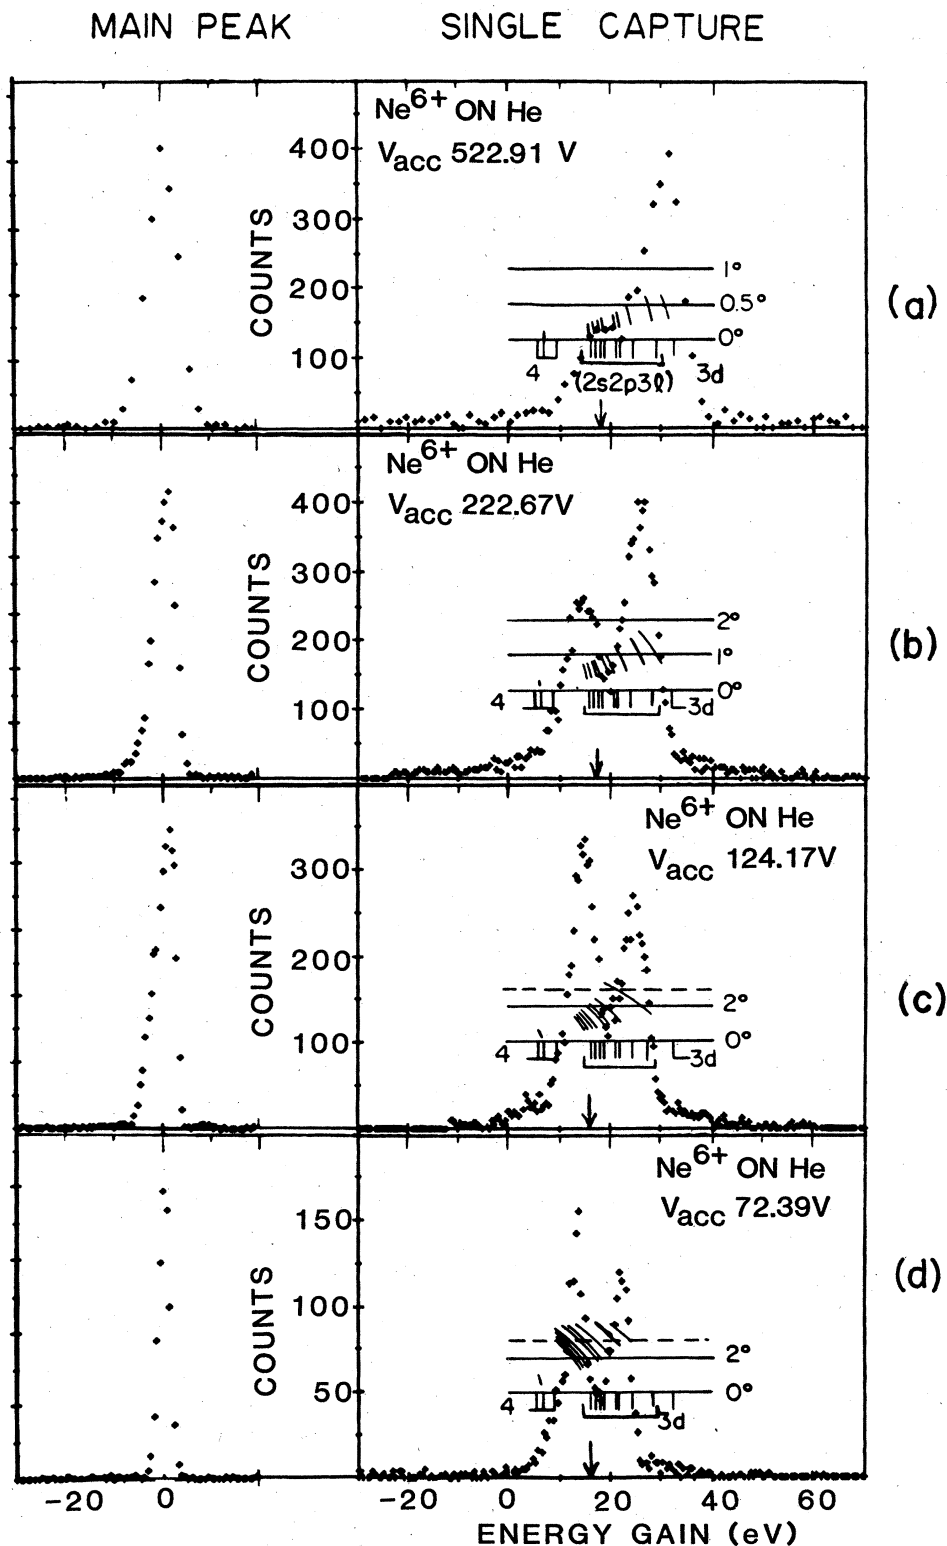 MAIN PEAK SINGLE CAPTURE
Ne6+ ON He
Vacc 522.91 V
400
300
200
100
COUNTS
1°
0.5°
0°
4 (2s2p3ℓ) 3d
(a)
Ne6+ ON He
Vacc 222.67V
400
300
200
100
COUNTS
2°
1°
0°
4 3d
(b)
Ne6+ ON He
Vacc 124.17V
300
200
100
COUNTS
2°
0°
4 3d
(c)
Ne6+ ON He
Vacc 72.39V
150
100
50
COUNTS
2°
0°
4 3d
(d)
-20 0 -20 0 20 40 60
ENERGY GAIN (eV)